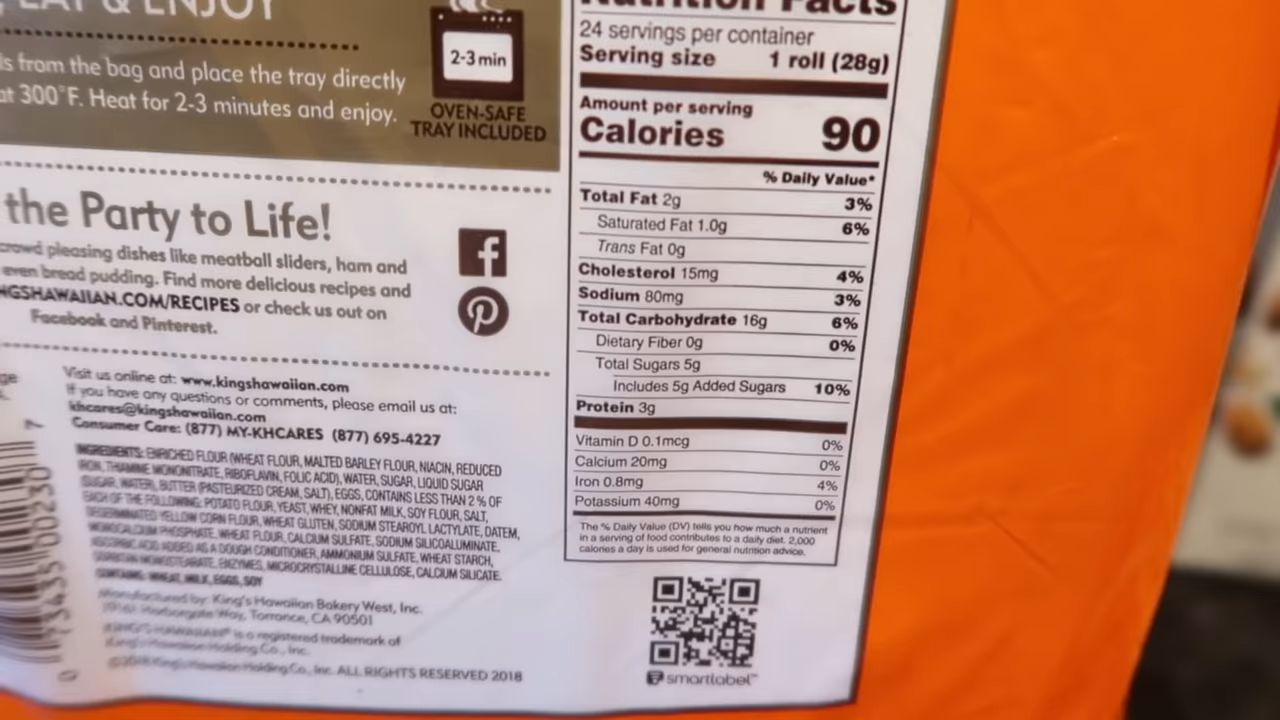 EAT & ENJOY
ls from the bag and place the tray directly
at 300°F. Heat for 2-3 minutes and enjoy.
2-3 min
OVEN-SAFE
TRAY INCLUDED
the Party to Life!
crowd pleasing dishes like meatball sliders, ham and
even bread pudding. Find more delicious recipes and
NGSHAWAIIAN.COM/RECIPES or check us out on
Facebook and Pinterest.
Visit us online at: www.kingshawaiian.com
If you have any questions or comments, please email us at:
khcares@kingshawaiian.com
Consumer Care: (877) MY-KHCARES (877) 695-4227
INGREDIENTS: ENRICHED FLOUR (WHEAT FLOUR, MALTED BARLEY FLOUR, NIACIN, REDUCED
IRON, THIAMINE MONONITRATE, RIBOFLAVIN, FOLIC ACID), WATER, SUGAR, LIQUID SUGAR
(SUGAR, WATER), BUTTER (PASTEURIZED CREAM, SALT), EGGS, CONTAINS LESS THAN 2% OF
EACH OF THE FOLLOWING: POTATO FLOUR, YEAST, WHEY, NONFAT MILK, SOY FLOUR, SALT,
DEGERMINATED YELLOW CORN FLOUR, WHEAT GLUTEN, SODIUM STEAROYL LACTYLATE, DATEM,
MONOCALCIUM PHOSPHATE, WHEAT FLOUR, CALCIUM SULFATE, SODIUM SILICOALUMINATE,
ASCORBIC ACID ADDED AS A DOUGH CONDITIONER, AMMONIUM SULFATE, WHEAT STARCH,
SORBITAN MONOSTEARATE, ENZYMES, MICROCRYSTALLINE CELLULOSE, CALCIUM SILICATE.
CONTAINS: WHEAT, MILK, EGGS, SOY
Manufactured by: King's Hawaiian Bakery West, Inc.
19161 Harborgate Way, Torrance, CA 90501
KING'S HAWAIIAN® is a registered trademark of
King's Hawaiian Holding Co., Inc.
©2018 King's Hawaiian Holding Co., Inc. ALL RIGHTS RESERVED 2018
0 73435 00230 7
Nutrition Facts
24 servings per container
Serving size 1 roll (28g)
Amount per serving
Calories 90
% Daily Value*
Total Fat 2g 3%
Saturated Fat 1.0g 6%
Trans Fat 0g
Cholesterol 15mg 4%
Sodium 80mg 3%
Total Carbohydrate 16g 6%
Dietary Fiber 0g 0%
Total Sugars 5g
Includes 5g Added Sugars 10%
Protein 3g
Vitamin D 0.1mcg 0%
Calcium 20mg 0%
Iron 0.8mg 4%
Potassium 40mg 0%
The % Daily Value (DV) tells you how much a nutrient
in a serving of food contributes to a daily diet. 2,000
calories a day is used for general nutrition advice.
smartlabel™